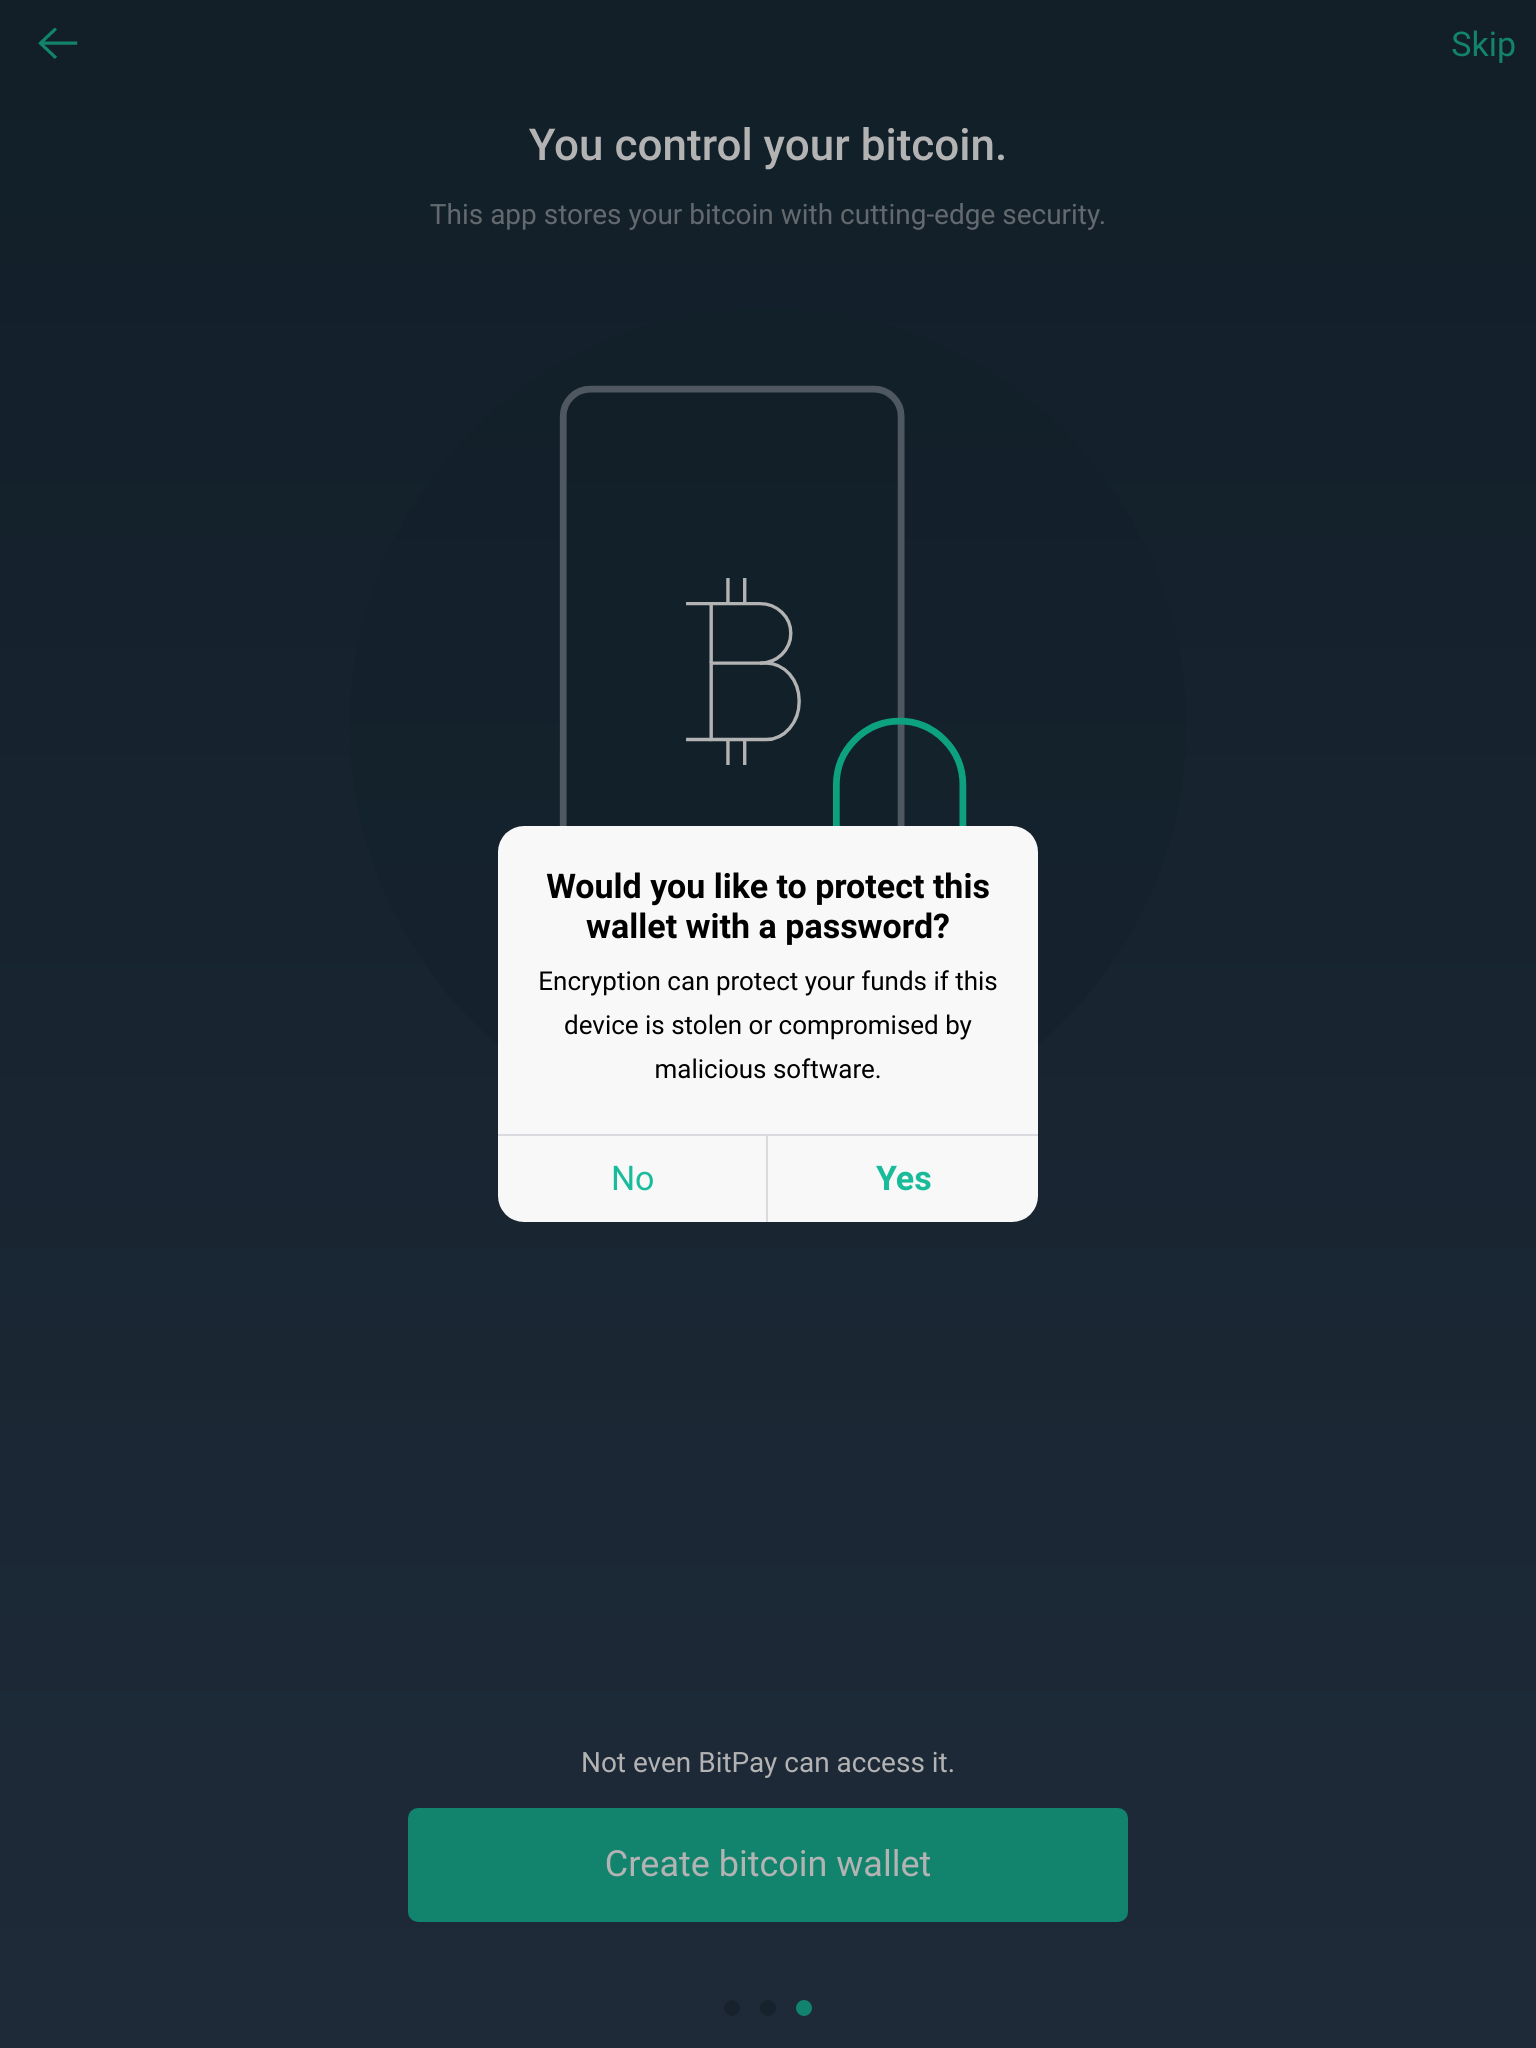 Skip
You control your bitcoin.
This app stores your bitcoin with cutting-edge security.
Would you like to protect this
wallet with a password?
Encryption can protect your funds if this
device is stolen or compromised by
malicious software.
No
Yes
Not even BitPay can access it.
Create bitcoin wallet